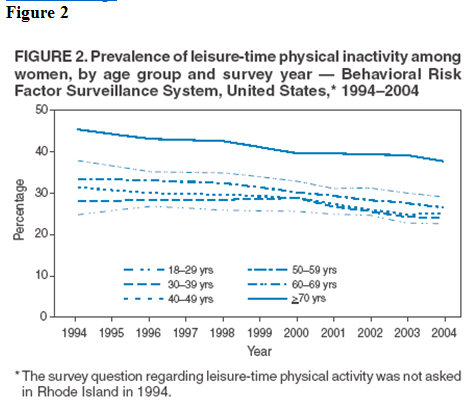 Figure 2
FIGURE 2. Prevalence of leisure-time physical inactivity among
women, by age group and survey year — Behavioral Risk
Factor Surveillance System, United States,* 1994–2004
50
40
30
20
10
0
Percentage
18–29 yrs
30–39 yrs
40–49 yrs
50–59 yrs
60–69 yrs
≥70 yrs
1994 1995 1996 1997 1998 1999 2000 2001 2002 2003 2004
Year
* The survey question regarding leisure-time physical activity was not asked
in Rhode Island in 1994.